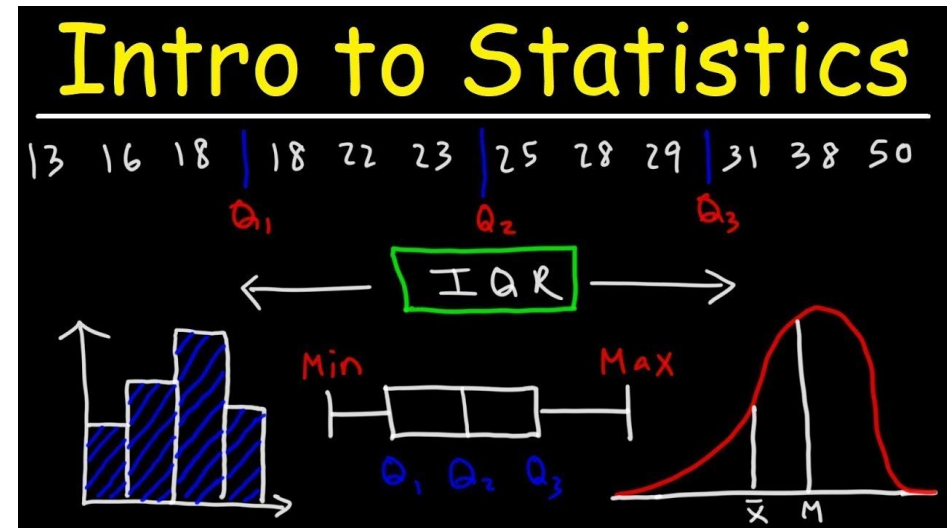 Intro to Statistics
13 16 18 18 22 23 25 28 29 31 38 50
Q₁ Q₂ Q₃
IQR
Min Max
Q₁ Q₂ Q₃
x̄ M